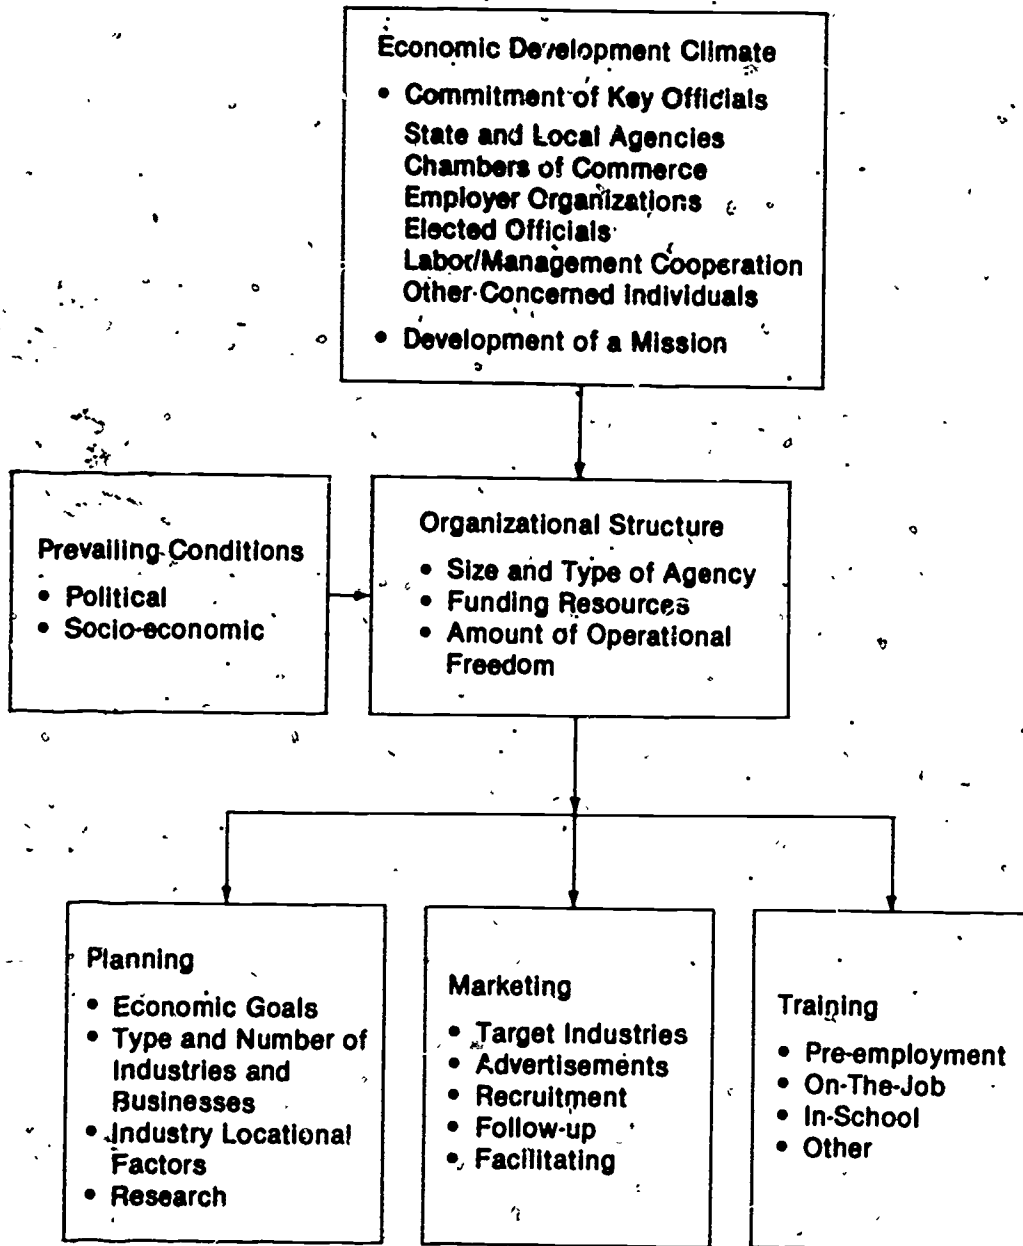 Economic Development Climate
• Commitment of Key Officials
State and Local Agencies
Chambers of Commerce
Employer Organizations
Elected Officials
Labor/Management Cooperation
Other Concerned Individuals
• Development of a Mission
Prevailing Conditions
• Political
• Socio-economic
Organizational Structure
• Size and Type of Agency
• Funding Resources
• Amount of Operational
Freedom
Planning
• Economic Goals
• Type and Number of
Industries and
Businesses
• Industry Locational
Factors
• Research
Marketing
• Target Industries
• Advertisements
• Recruitment
• Follow-up
• Facilitating
Training
• Pre-employment
• On-The-Job
• In-School
• Other